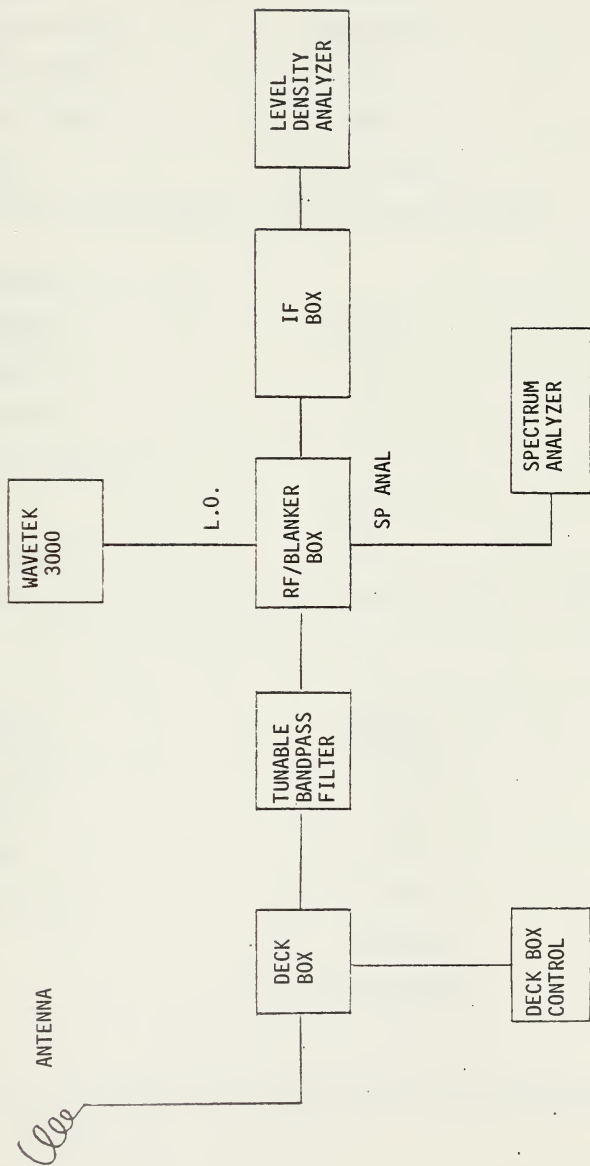 ANTENNA
DECK
BOX
DECK BOX
CONTROL
TUNABLE
BANDPASS
FILTER
WAVETEK
3000
L.O.
RF/BLANKER
BOX
SP ANAL
SPECTRUM
ANALYZER
IF
BOX
LEVEL
DENSITY
ANALYZER